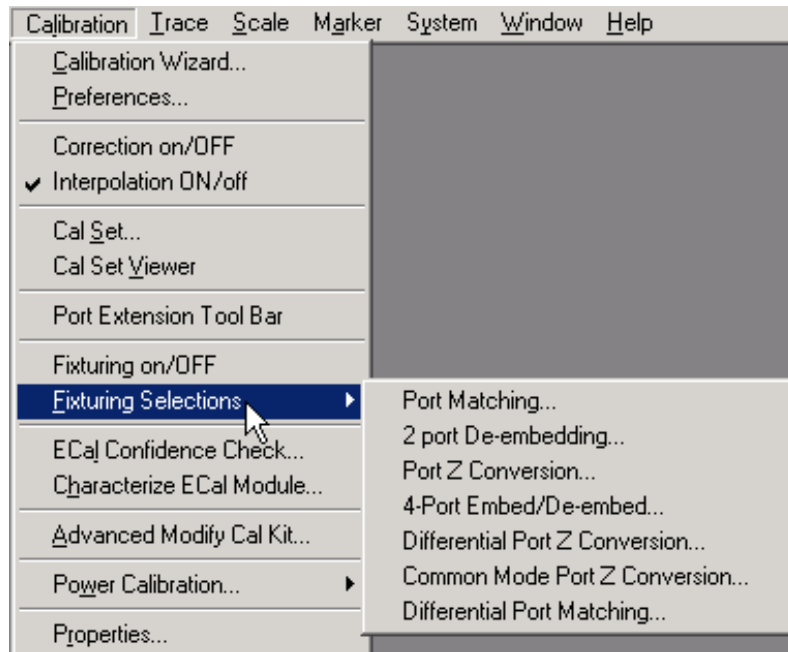 Calibration Trace Scale Marker System Window Help
Calibration Wizard...
Preferences...
Correction on/OFF
Interpolation ON/off
Cal Set...
Cal Set Viewer
Port Extension Tool Bar
Fixturing on/OFF
Fixturing Selections
ECal Confidence Check...
Characterize ECal Module...
Advanced Modify Cal Kit...
Power Calibration...
Properties...
Port Matching...
2 port De-embedding...
Port Z Conversion...
4-Port Embed/De-embed...
Differential Port Z Conversion...
Common Mode Port Z Conversion...
Differential Port Matching...